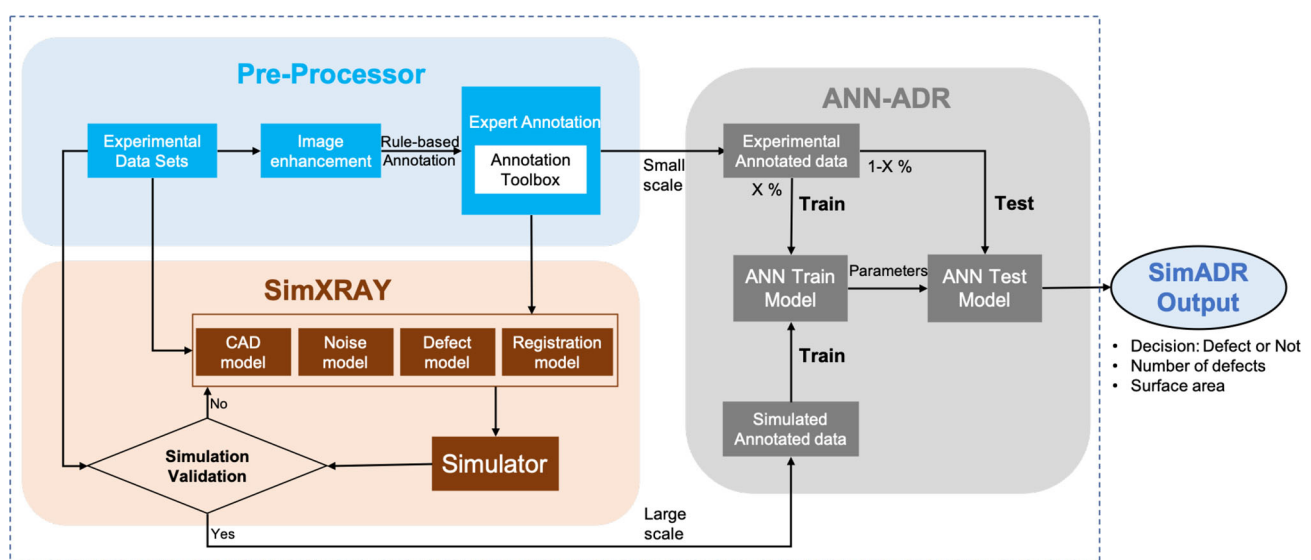 Pre-Processor
Experimental
Data Sets
Image
enhancement
Rule-based
Annotation
Expert Annotation
Annotation
Toolbox
Small
scale
ANN-ADR
Experimental
Annotated data
X %
1-X %
Train
Test
ANN Train
Model
Parameters
ANN Test
Model
Train
Simulated
Annotated data
SimXRAY
CAD
model
Noise
model
Defect
model
Registration
model
No
Simulation
Validation
Simulator
Yes
Large
scale
SimADR
Output
• Decision: Defect or Not
• Number of defects
• Surface area